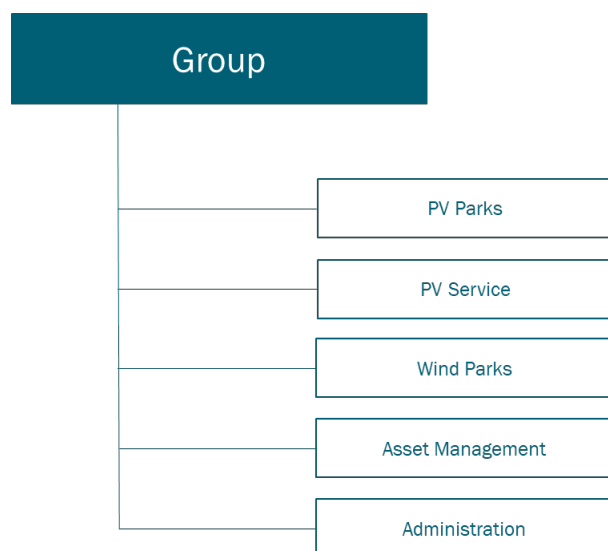 Group
PV Parks
PV Service
Wind Parks
Asset Management
Administration